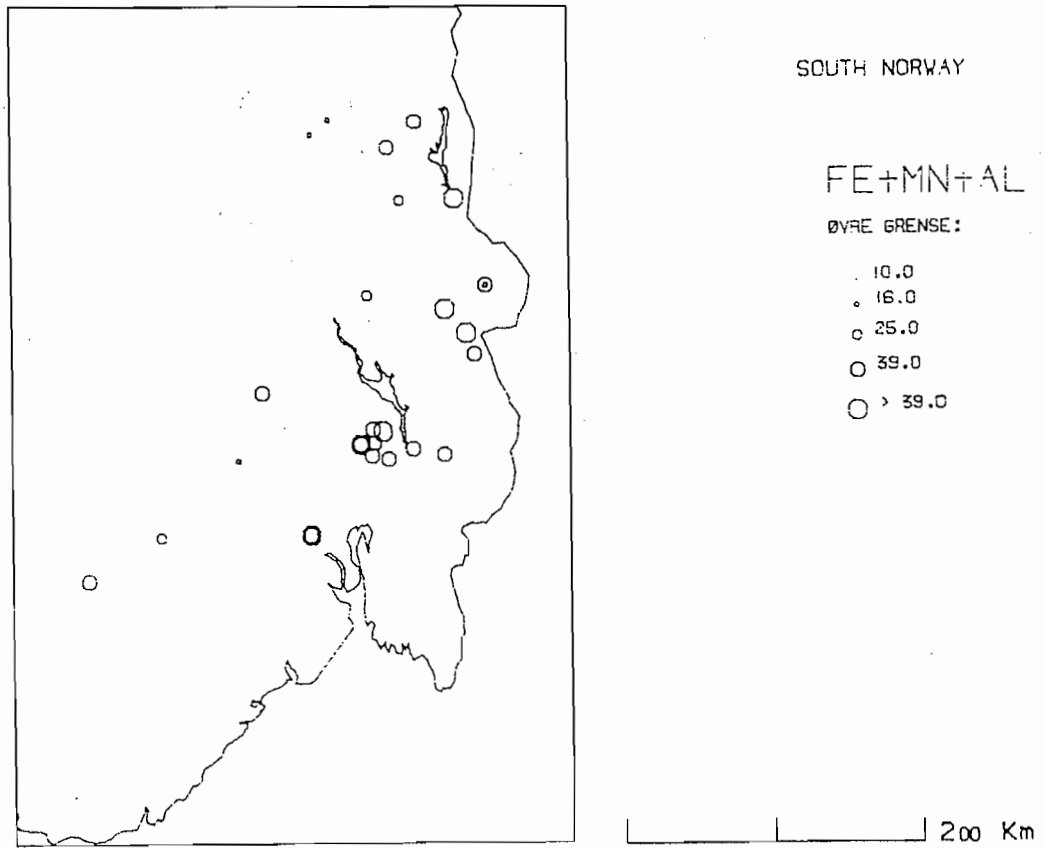 SOUTH NORWAY
FE+MN+AL
ØVRE GRENSE:
10.0
16.0
25.0
39.0
> 39.0
200 Km